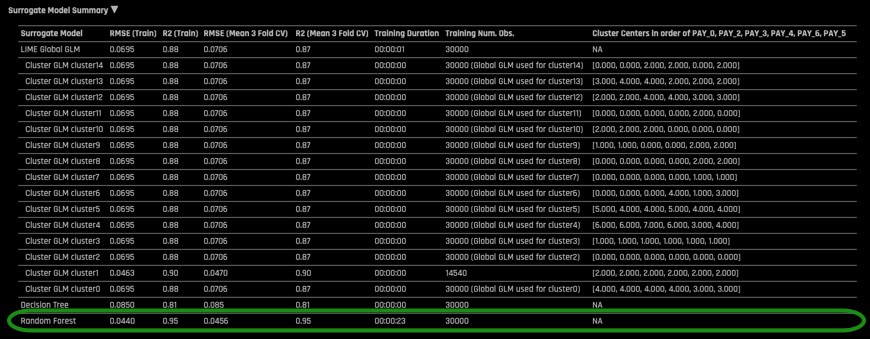 Surrogate Model Summary ▼
Surrogate Model RMSE (Train) R2 (Train) RMSE (Mean 3 Fold CV) R2 (Mean 3 Fold CV) Training Duration Training Num. Obs. Cluster Centers in order of PAY_0, PAY_2, PAY_3, PAY_4, PAY_6, PAY_5
LIME Global GLM 0.0695 0.88 0.0706 0.87 00:00:01 30000 NA
Cluster GLM cluster14 0.0695 0.88 0.0706 0.87 00:00:00 30000 (Global GLM used for cluster14) [0.000, 0.000, 2.000, 2.000, 0.000, 2.000]
Cluster GLM cluster13 0.0695 0.88 0.0706 0.87 00:00:00 30000 (Global GLM used for cluster13) [3.000, 4.000, 4.000, 2.000, 2.000, 2.000]
Cluster GLM cluster12 0.0695 0.88 0.0706 0.87 00:00:00 30000 (Global GLM used for cluster12) [2.000, 2.000, 4.000, 4.000, 3.000, 3.000]
Cluster GLM cluster11 0.0695 0.88 0.0706 0.87 00:00:00 30000 (Global GLM used for cluster11) [0.000, 0.000, 0.000, 2.000, 0.000, 0.000]
Cluster GLM cluster10 0.0695 0.88 0.0706 0.87 00:00:00 30000 (Global GLM used for cluster10) [2.000, 2.000, 2.000, 0.000, 0.000, 0.000]
Cluster GLM cluster9 0.0695 0.88 0.0706 0.87 00:00:00 30000 (Global GLM used for cluster9) [1.000, 1.000, 0.000, 0.000, 2.000, 2.000]
Cluster GLM cluster8 0.0695 0.88 0.0706 0.87 00:00:00 30000 (Global GLM used for cluster8) [0.000, 0.000, 0.000, 0.000, 2.000, 2.000]
Cluster GLM cluster7 0.0695 0.88 0.0706 0.87 00:00:00 30000 (Global GLM used for cluster7) [0.000, 0.000, 0.000, 0.000, 1.000, 1.000]
Cluster GLM cluster6 0.0695 0.88 0.0706 0.87 00:00:00 30000 (Global GLM used for cluster6) [0.000, 0.000, 0.000, 4.000, 1.000, 3.000]
Cluster GLM cluster5 0.0695 0.88 0.0706 0.87 00:00:00 30000 (Global GLM used for cluster5) [5.000, 4.000, 4.000, 5.000, 4.000, 4.000]
Cluster GLM cluster4 0.0695 0.88 0.0706 0.87 00:00:00 30000 (Global GLM used for cluster4) [6.000, 6.000, 7.000, 6.000, 3.000, 4.000]
Cluster GLM cluster3 0.0695 0.88 0.0706 0.87 00:00:00 30000 (Global GLM used for cluster3) [1.000, 1.000, 1.000, 1.000, 1.000, 1.000]
Cluster GLM cluster2 0.0695 0.88 0.0706 0.87 00:00:00 30000 (Global GLM used for cluster2) [0.000, 0.000, 0.000, 0.000, 0.000, 0.000]
Cluster GLM cluster1 0.0463 0.90 0.0470 0.90 00:00:00 14540 [2.000, 2.000, 2.000, 2.000, 2.000, 2.000]
Cluster GLM cluster0 0.0695 0.88 0.0706 0.87 00:00:00 30000 (Global GLM used for cluster0) [4.000, 4.000, 4.000, 4.000, 3.000, 3.000]
Decision Tree 0.0850 0.81 0.085 0.81 00:00:00 30000 NA
Random Forest 0.0440 0.95 0.0456 0.95 00:00:23 30000 NA